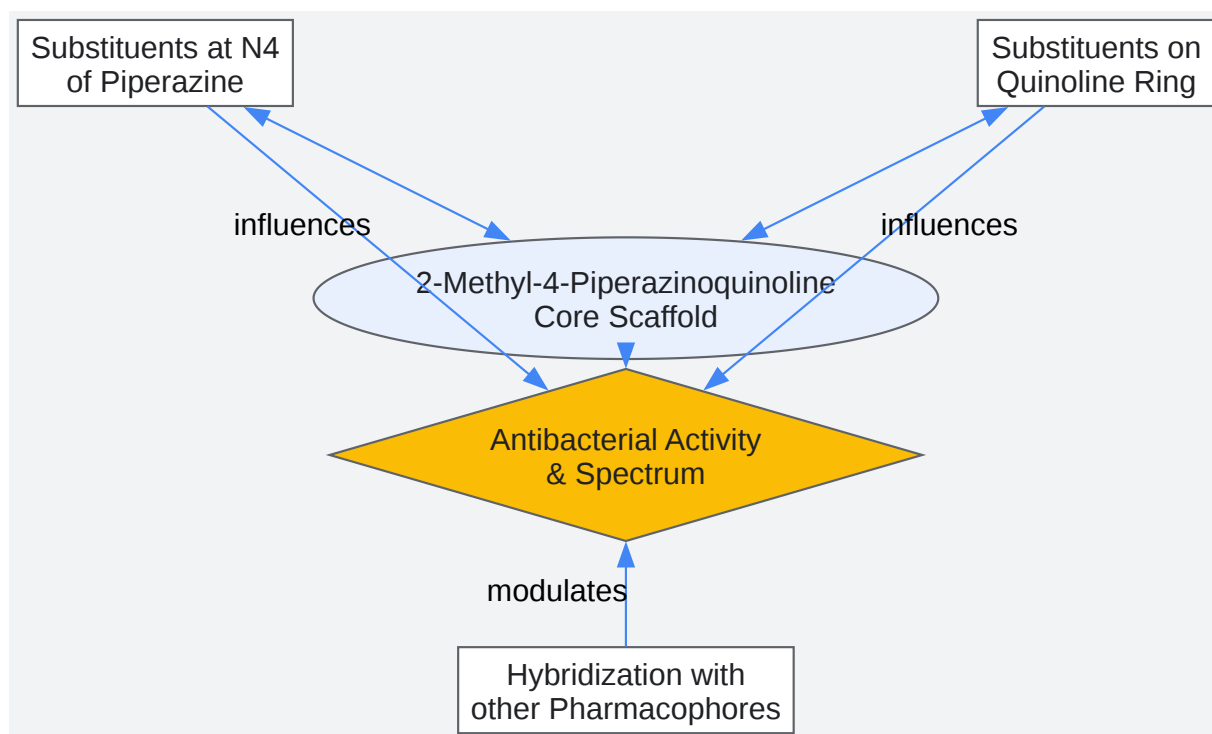 Substituents at N4
of Piperazine
Substituents on
Quinoline Ring
influences
influences
2-Methyl-4-Piperazinoquinoline
Core Scaffold
Antibacterial Activity
& Spectrum
modulates
Hybridization with
other Pharmacophores